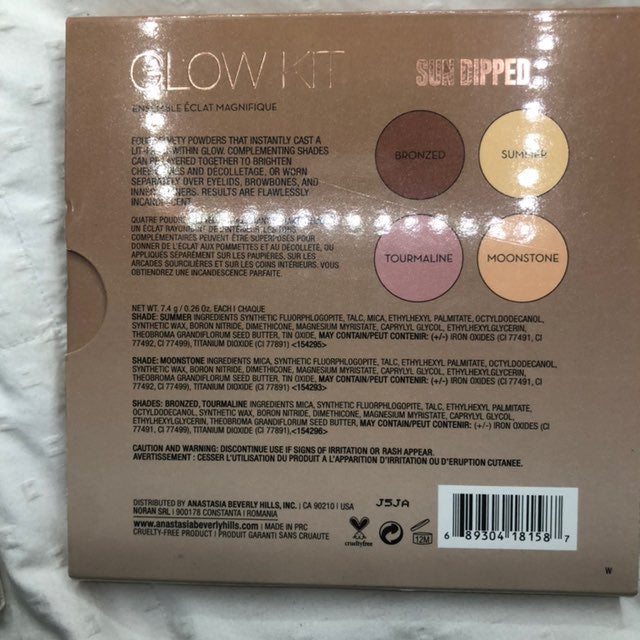 GLOW KIT
SUN DIPPED
ENSEMBLE ÉCLAT MAGNIFIQUE
FOUR VELVETY POWDERS THAT INSTANTLY CAST A
WITHIN GLOW. COMPLEMENTING SHADES
CAN LAYERED TOGETHER TO BRIGHTEN
AND DÉCOLLETAGE, OR WORN
SEPARATELY OVER EYELIDS, BROWBONES, AND
INNER CORNERS. RESULTS ARE FLAWLESSLY
BRONZED
SUMMER
TOURMALINE
MOONSTONE
QUATRE
UN ÉCLAT
COMPLÉMENTAIRES PEUVENT ÊTRE SUPERPOSÉS POUR
DONNER DE L'ÉCLAT AUX POMMETTES ET AU DÉCOLLETÉ, OU
APPLIQUÉS SÉPARÉMENT SUR LES PAUPIÈRES, SUR LES
ARCADES SOURCILIÈRES ET SUR LES COINS INTÉRIEURS. VOUS
OBTIENDREZ UNE INCANDESCENCE PARFAITE.
NET WT. 7.4 g / 0.26 OZ. EACH | CHAQUE
SHADE: SUMMER INGREDIENTS SYNTHETIC FLUORPHLOGOPITE, TALC, MICA, ETHYLHEXYL PALMITATE, OCTYLDODECANOL,
SYNTHETIC WAX, BORON NITRIDE, DIMETHICONE, MAGNESIUM MYRISTATE, CAPRYLYL GLYCOL, ETHYLHEXYLGLYCERIN,
THEOBROMA GRANDIFLORUM SEED BUTTER, TIN OXIDE, MAY CONTAIN/PEUT CONTENIR: (+/-) IRON OXIDES (CI 77491, CI
77492, CI 77499), TITANIUM DIOXIDE (CI 77891) <154295>
SHADE: MOONSTONE INGREDIENTS MICA, SYNTHETIC FLUORPHLOGOPITE, TALC, ETHYLHEXYL PALMITATE, OCTYLDODECANOL,
SYNTHETIC WAX, BORON NITRIDE, DIMETHICONE, MAGNESIUM MYRISTATE, CAPRYLYL GLYCOL, ETHYLHEXYLGLYCERIN,
THEOBROMA GRANDIFLORUM SEED BUTTER, TIN OXIDE, MAY CONTAIN/PEUT CONTENIR: (+/-) IRON OXIDES (CI 77491, CI
77492, CI 77499), TITANIUM DIOXIDE (CI 77891) <154293>
SHADES: BRONZED, TOURMALINE INGREDIENTS MICA, SYNTHETIC FLUORPHLOGOPITE, TALC, ETHYLHEXYL PALMITATE,
OCTYLDODECANOL, SYNTHETIC WAX, BORON NITRIDE, DIMETHICONE, MAGNESIUM MYRISTATE, CAPRYLYL GLYCOL,
ETHYLHEXYLGLYCERIN, THEOBROMA GRANDIFLORUM SEED BUTTER, MAY CONTAIN/PEUT CONTENIR: (+/-) IRON OXIDES (CI
77491, CI 77499), TITANIUM DIOXIDE (CI 77891),<154296>
CAUTION AND WARNING: DISCONTINUE USE IF SIGNS OF IRRITATION OR RASH APPEAR.
AVERTISSEMENT : CESSER L'UTILISATION DU PRODUIT A L'APPARITION D'IRRITATION OU D'ERUPTION CUTANEE.
DISTRIBUTED BY ANASTASIA BEVERLY HILLS, INC. | CA 90210 | USA
NORAN SRL | 900178 CONSTANTA | ROMANIA
www.anastasiabeverlyhills.com | MADE IN PRC
CRUELTY-FREE PRODUCT | PRODUIT GARANTI SANS CRUAUTE
J5JA
crueltyfree
12M
6 89304 18158 7
W